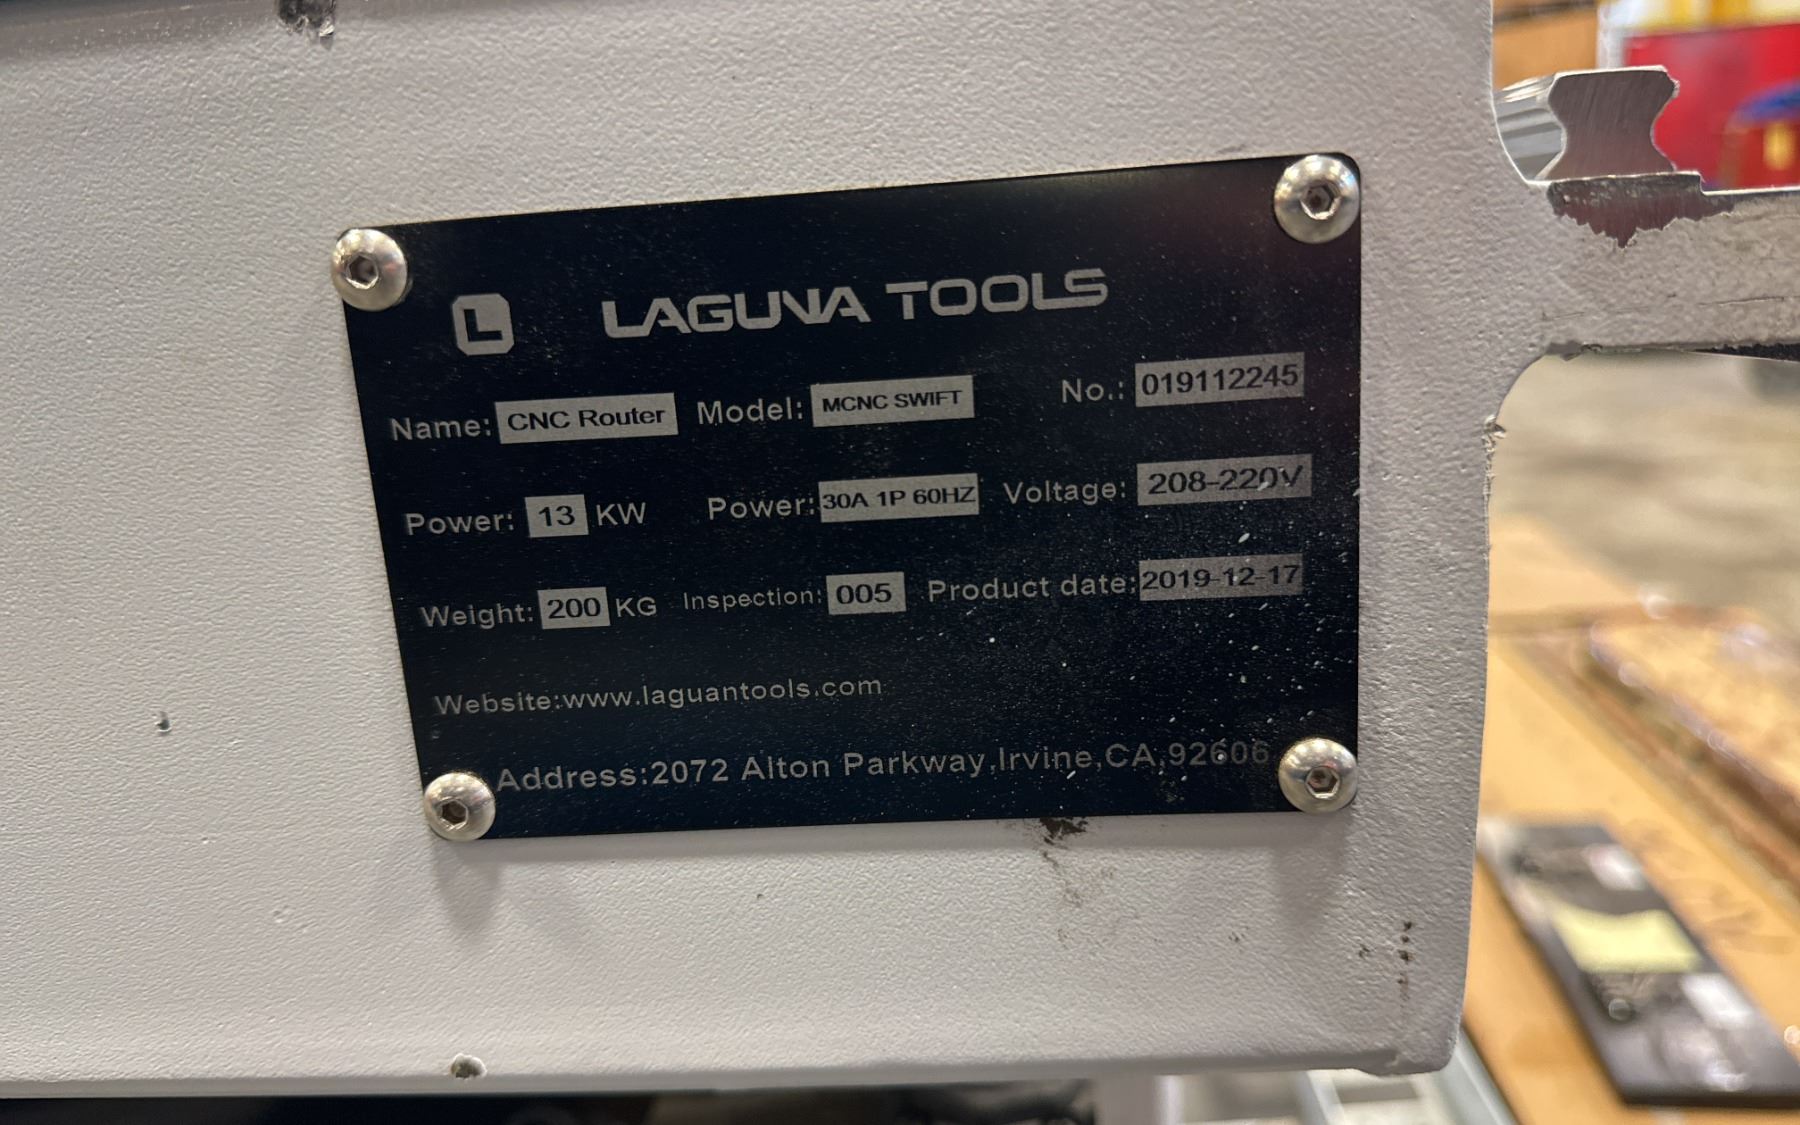 L LAGUNA TOOLS
Name: CNC Router Model: MCNC SWIFT No.: 019112245
Power: 13 KW Power: 30A 1P 60HZ Voltage: 208-220V
Weight: 200 KG Inspection: 005 Product date: 2019-12-17
Website:www.laguantools.com
Address:2072 Alton Parkway,Irvine,CA,92606